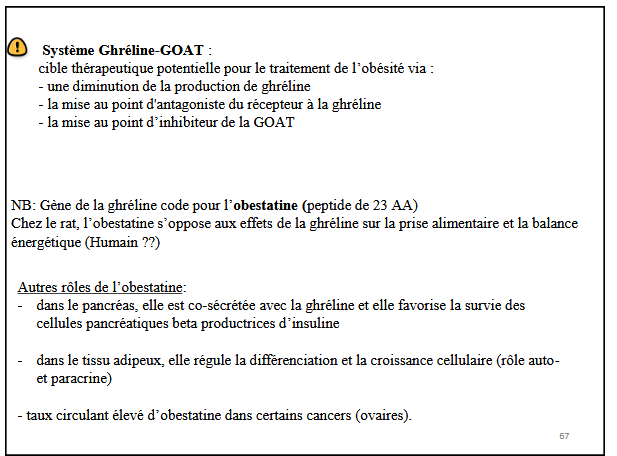 Système Ghréline-GOAT :
cible thérapeutique potentielle pour le traitement de l'obésité via :
- une diminution de la production de ghréline
- la mise au point d'antagoniste du récepteur à la ghréline
- la mise au point d'inhibiteur de la GOAT
NB: Gène de la ghréline code pour l'obestatine (peptide de 23 AA)
Chez le rat, l'obestatine s'oppose aux effets de la ghréline sur la prise alimentaire et la balance
énergétique (Humain ??)
Autres rôles de l'obestatine:
- dans le pancréas, elle est co-sécrétée avec la ghréline et elle favorise la survie des
cellules pancréatiques beta productrices d'insuline
- dans le tissu adipeux, elle régule la différenciation et la croissance cellulaire (rôle auto-
et paracrine)
- taux circulant élevé d'obestatine dans certains cancers (ovaires).
67